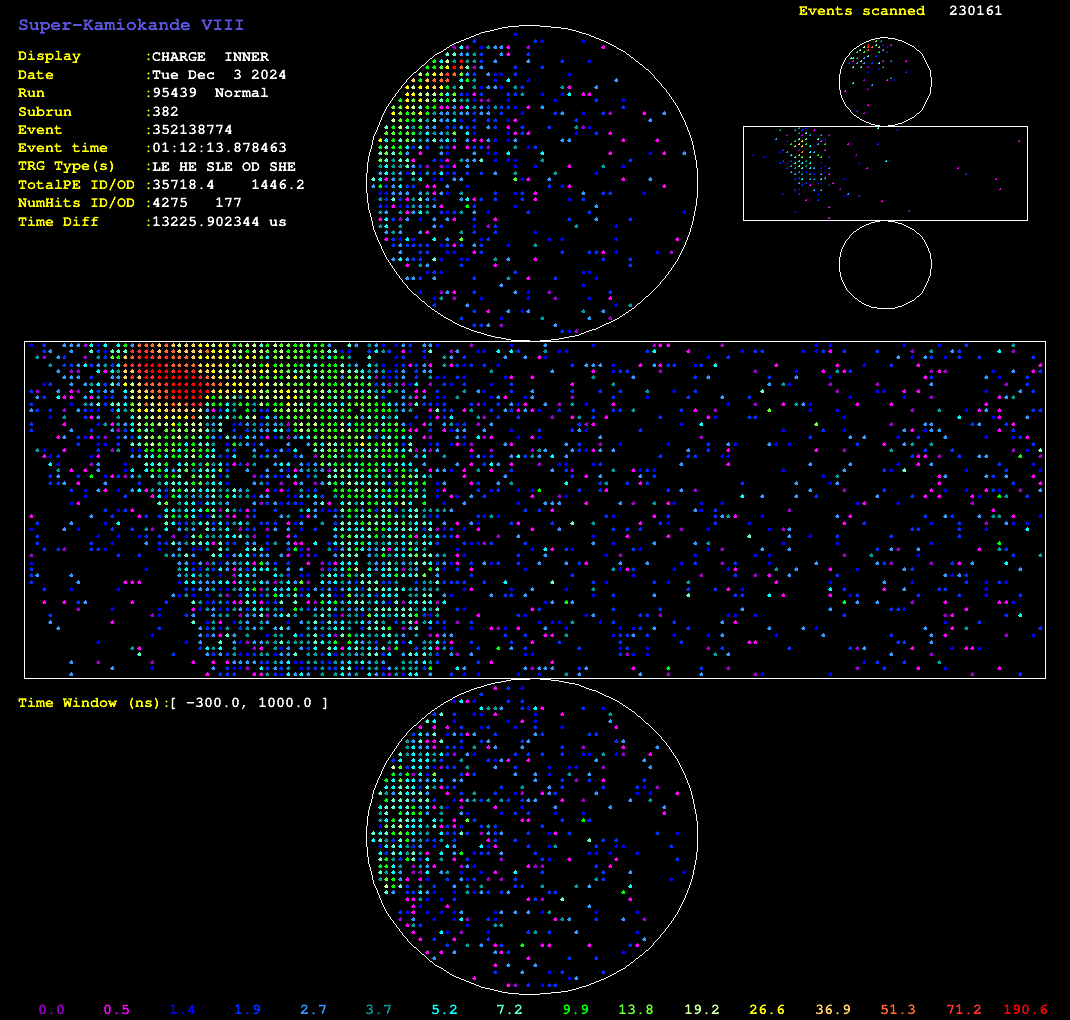 Super-Kamiokande VIII
Events scanned 230161
Display :CHARGE INNER
Date :Tue Dec 3 2024
Run :95439 Normal
Subrun :382
Event :352138774
Event time :01:12:13.878463
TRG Type(s) :LE HE SLE OD SHE
TotalPE ID/OD :35718.4 1446.2
NumHits ID/OD :4275 177
Time Diff :13225.902344 us
Time Window (ns):[ -300.0, 1000.0 ]
0.0 0.5 1.4 1.9 2.7 3.7 5.2 7.2 9.9 13.8 19.2 26.6 36.9 51.3 71.2 190.6